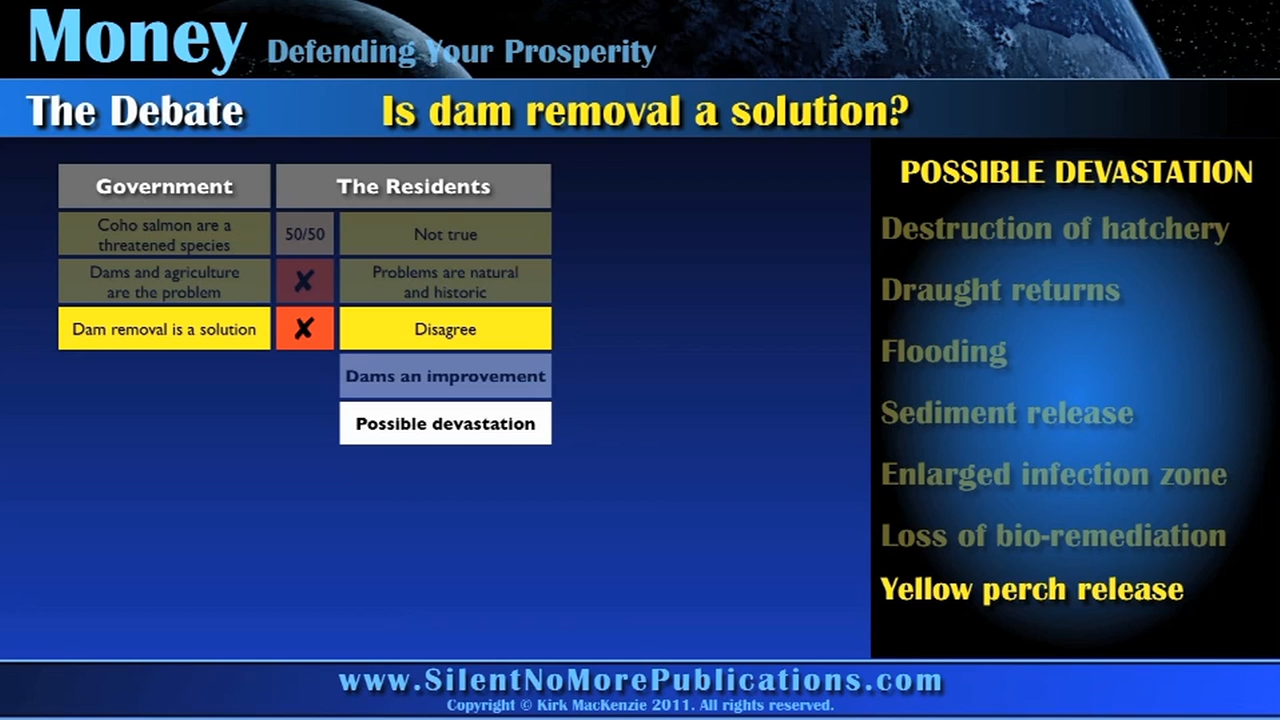 Money Defending Your Prosperity
The Debate Is dam removal a solution?
Government The Residents
Coho salmon are a
threatened species
50/50
Not true
Dams and agriculture
are the problem
✘
Problems are natural
and historic
Dam removal is a solution
✘
Disagree
Dams an improvement
Possible devastation
POSSIBLE DEVASTATION
Destruction of hatchery
Draught returns
Flooding
Sediment release
Enlarged infection zone
Loss of bio-remediation
Yellow perch release
www.SilentNoMorePublications.com
Copyright © Kirk MacKenzie 2011. All rights reserved.